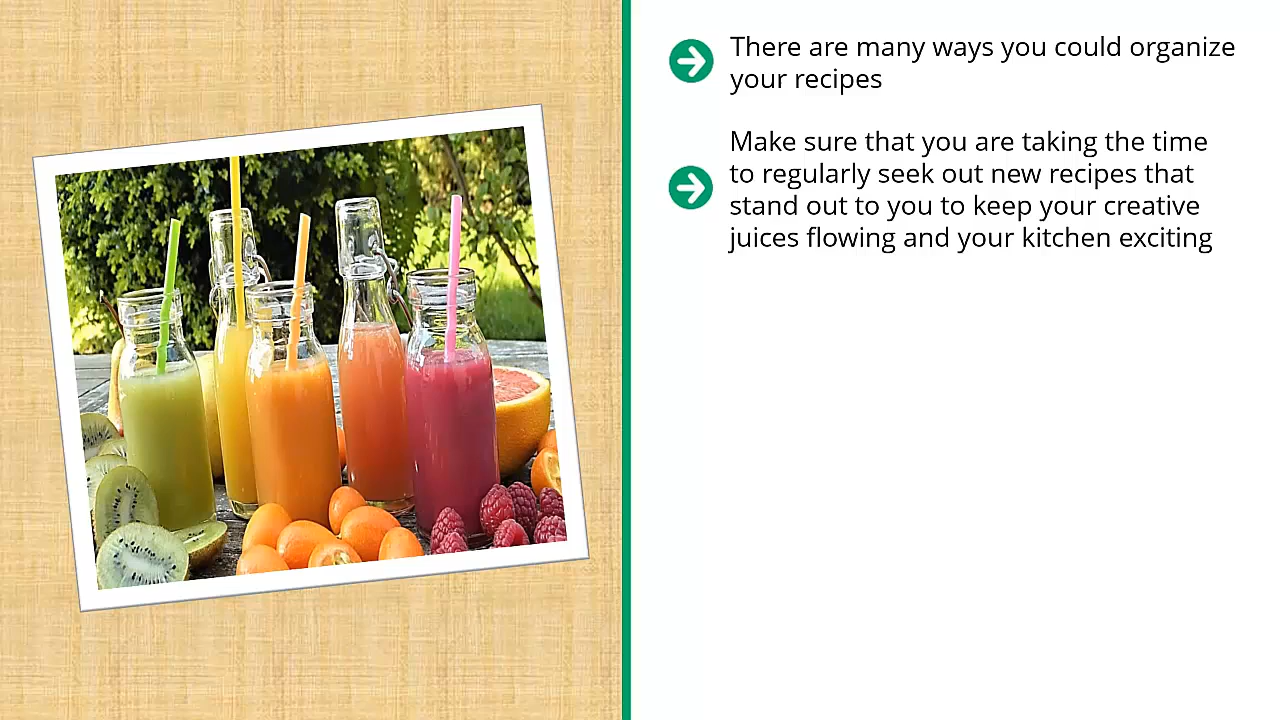 There are many ways you could organize
your recipes
Make sure that you are taking the time
to regularly seek out new recipes that
stand out to you to keep your creative
juices flowing and your kitchen exciting